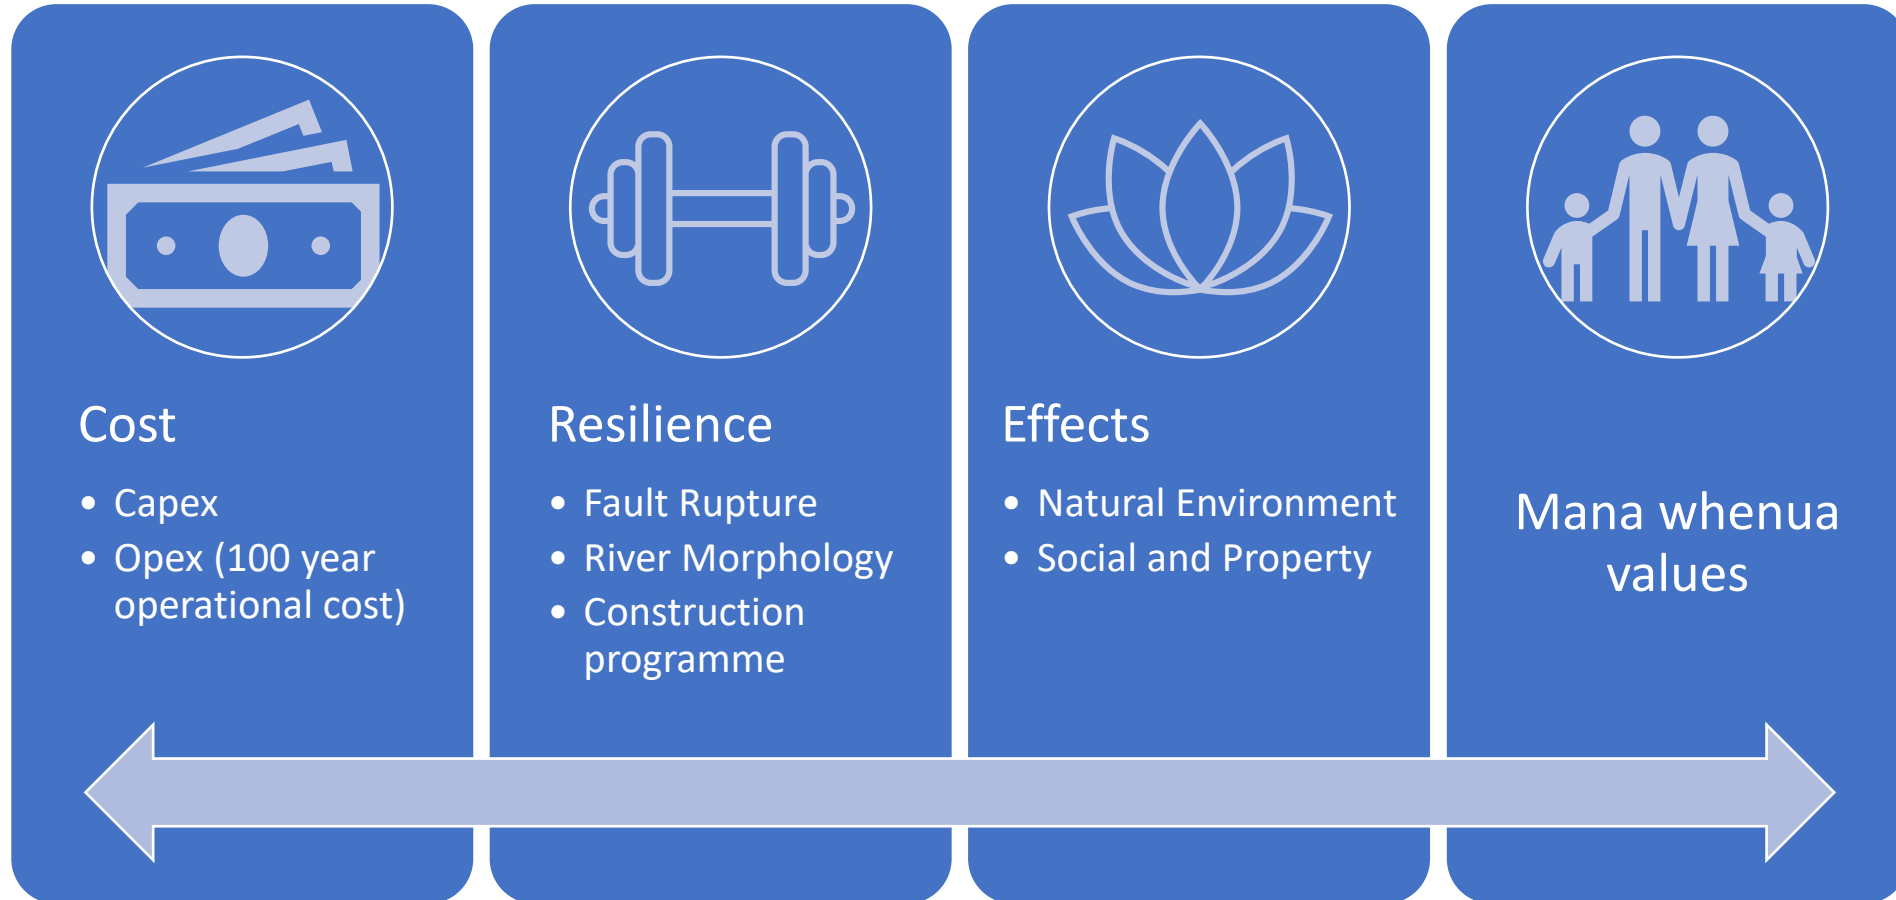 Cost
• Capex
• Opex (100 year
operational cost)
Resilience
• Fault Rupture
• River Morphology
• Construction
programme
Effects
• Natural Environment
• Social and Property
Mana whenua
values